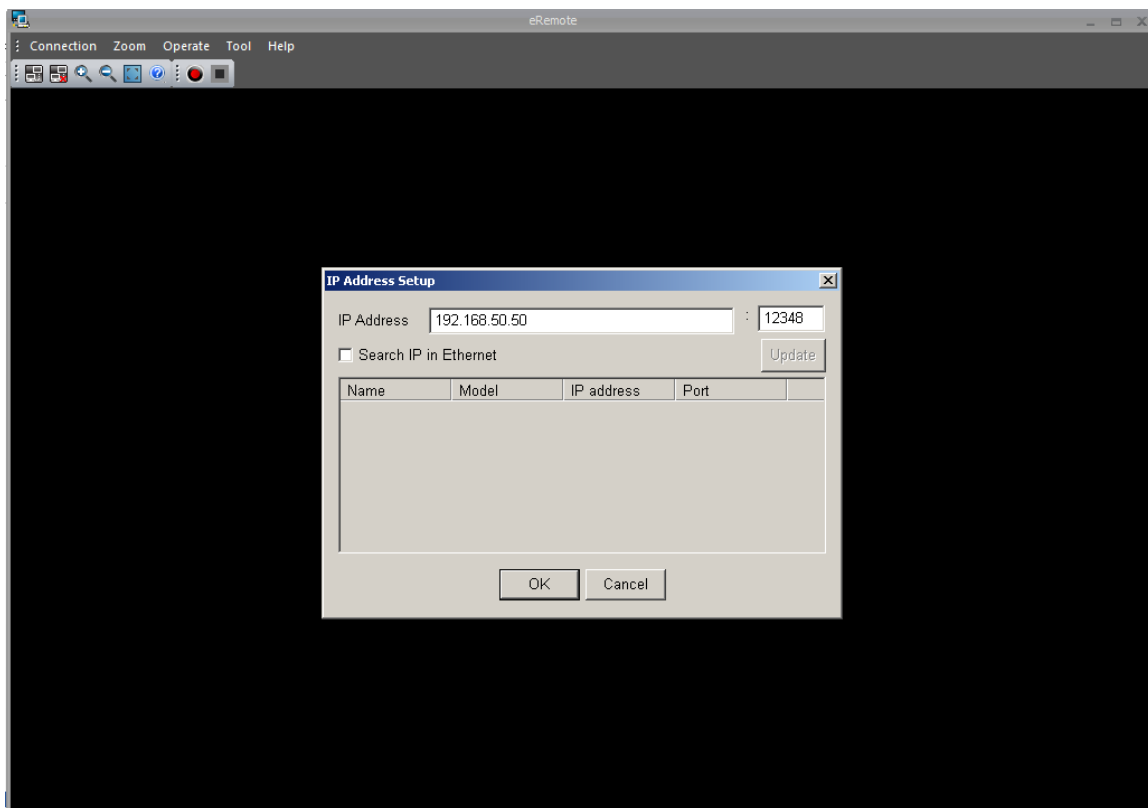 eRemote
Connection Zoom Operate Tool Help
IP Address Setup
IP Address 192.168.50.50 : 12348
Search IP in Ethernet Update
Name Model IP address Port
OK Cancel